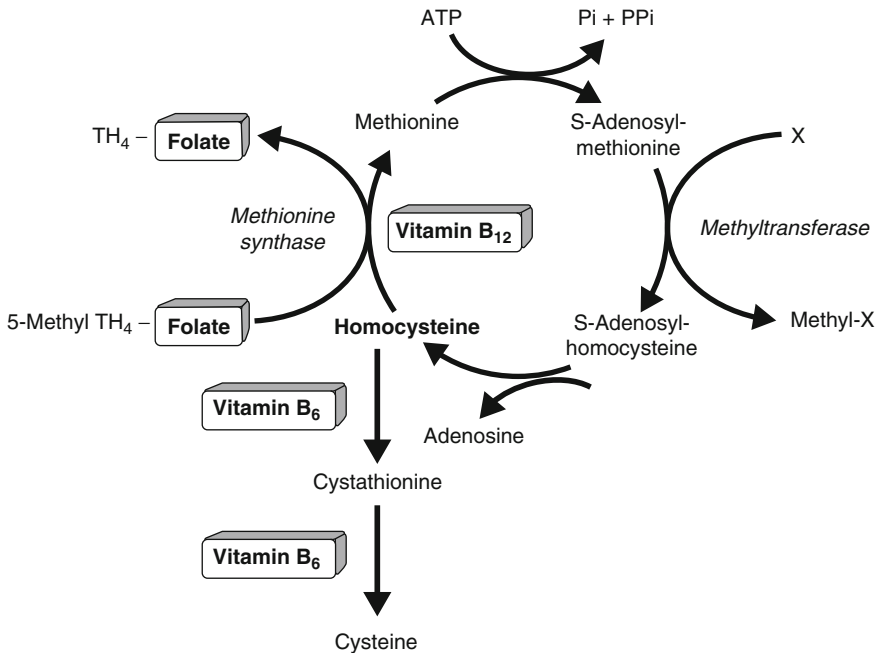 ATP
Pi + PPi
TH₄ – Folate
Methionine
S-Adenosyl-
methionine
X
Methionine
synthase
Vitamin B₁₂
Methyltransferase
5-Methyl TH₄ – Folate
Homocysteine
S-Adenosyl-
homocysteine
Methyl-X
Vitamin B₆
Adenosine
Cystathionine
Vitamin B₆
Cysteine